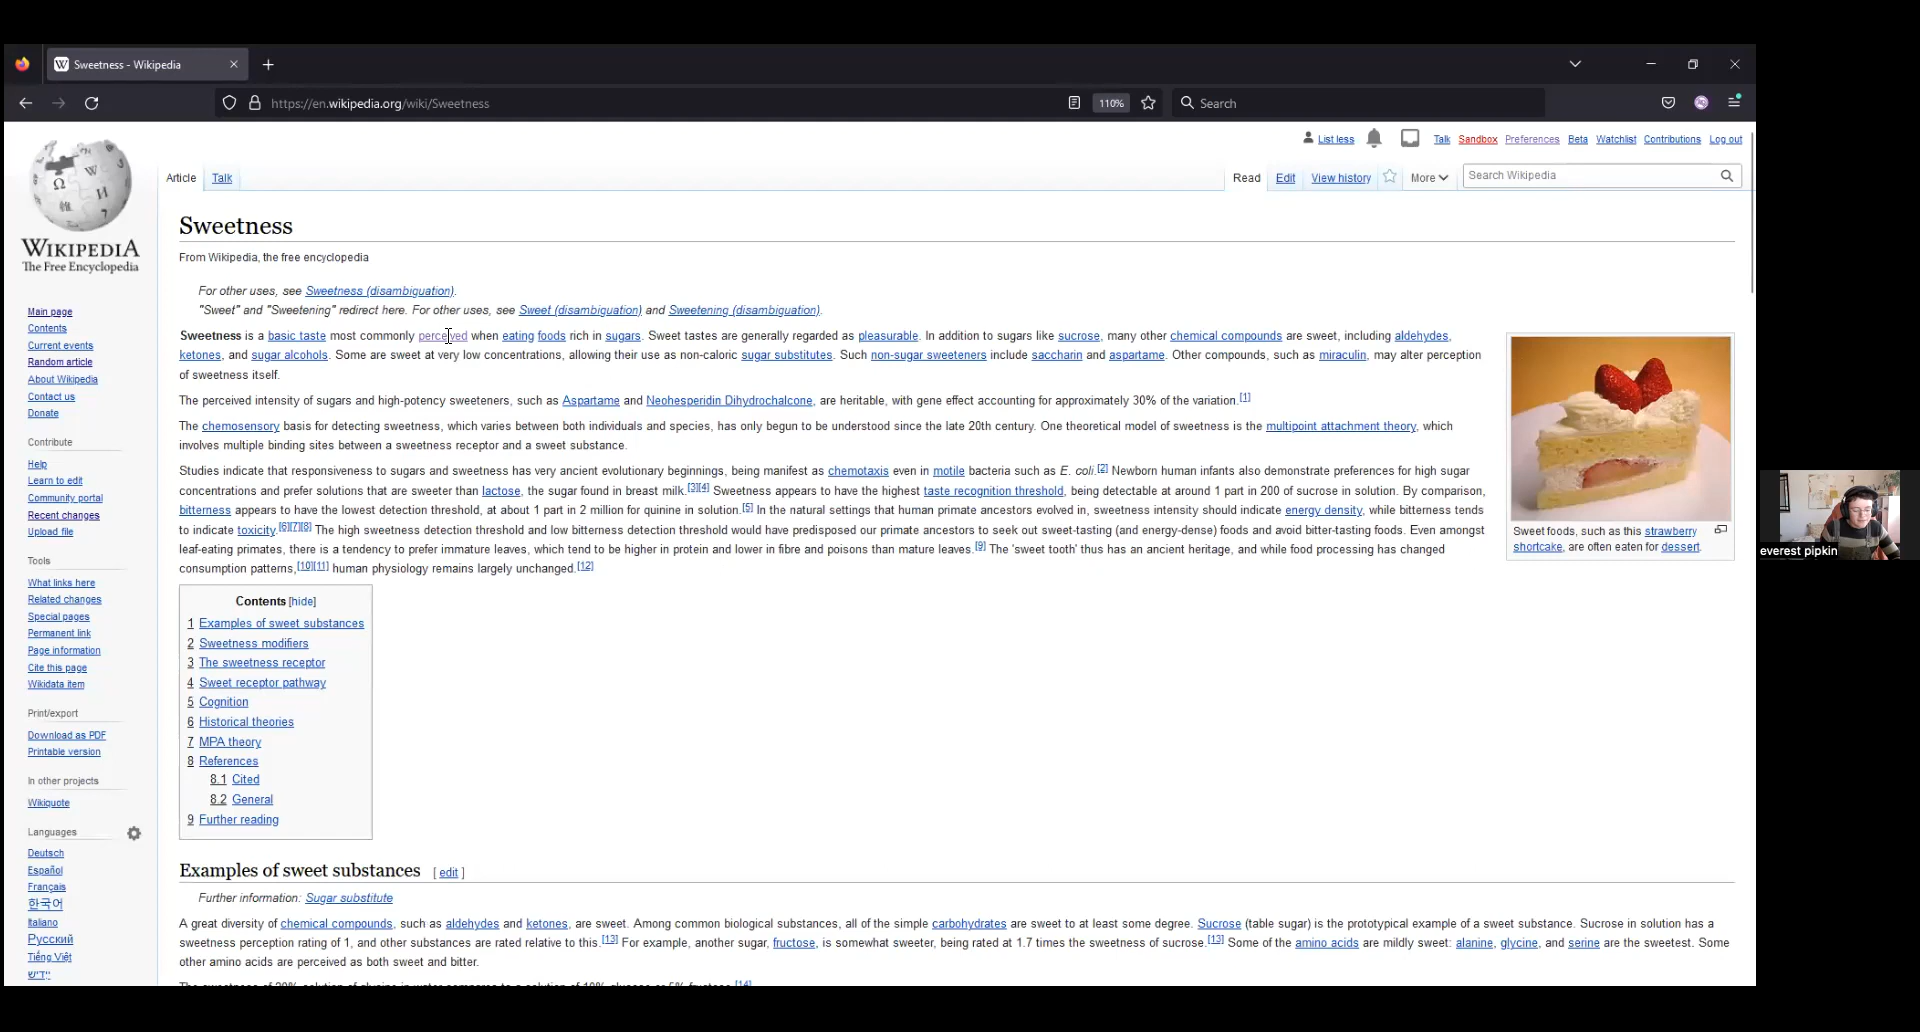 Sweetness - Wikipedia
https://en.wikipedia.org/wiki/Sweetness
110%
Search
List less
Talk
Sandbox
Preferences
Beta
Watchlist
Contributions
Log out
Article
Talk
Read
Edit
View history
More
Search Wikipedia
WIKIPEDIA
The Free Encyclopedia
Main page
Contents
Current events
Random article
About Wikipedia
Contact us
Donate
Contribute
Help
Learn to edit
Community portal
Recent changes
Upload file
Tools
What links here
Related changes
Special pages
Permanent link
Page information
Cite this page
Wikidata item
Print/export
Download as PDF
Printable version
In other projects
Wikiquote
Languages
Deutsch
Español
Français
한국어
Italiano
Русский
Tiếng Việt
ייִדיש
Sweetness
From Wikipedia, the free encyclopedia
For other uses, see Sweetness (disambiguation).
"Sweet" and "Sweetening" redirect here. For other uses, see Sweet (disambiguation) and Sweetening (disambiguation).
Sweetness is a basic taste most commonly perceived when eating foods rich in sugars. Sweet tastes are generally regarded as pleasurable. In addition to sugars like sucrose, many other chemical compounds are sweet, including aldehydes,
ketones, and sugar alcohols. Some are sweet at very low concentrations, allowing their use as non-caloric sugar substitutes. Such non-sugar sweeteners include saccharin and aspartame. Other compounds, such as miraculin, may alter perception
of sweetness itself.
The perceived intensity of sugars and high-potency sweeteners, such as Aspartame and Neohesperidin Dihydrochalcone, are heritable, with gene effect accounting for approximately 30% of the variation.[1]
The chemosensory basis for detecting sweetness, which varies between both individuals and species, has only begun to be understood since the late 20th century. One theoretical model of sweetness is the multipoint attachment theory, which
involves multiple binding sites between a sweetness receptor and a sweet substance.
Studies indicate that responsiveness to sugars and sweetness has very ancient evolutionary beginnings, being manifest as chemotaxis even in motile bacteria such as E. coli.[2] Newborn human infants also demonstrate preferences for high sugar
concentrations and prefer solutions that are sweeter than lactose, the sugar found in breast milk.[3][4] Sweetness appears to have the highest taste recognition threshold, being detectable at around 1 part in 200 of sucrose in solution. By comparison,
bitterness appears to have the lowest detection threshold, at about 1 part in 2 million for quinine in solution.[5] In the natural settings that human primate ancestors evolved in, sweetness intensity should indicate energy density, while bitterness tends
to indicate toxicity.[6][7][8] The high sweetness detection threshold and low bitterness detection threshold would have predisposed our primate ancestors to seek out sweet-tasting (and energy-dense) foods and avoid bitter-tasting foods. Even amongst
leaf-eating primates, there is a tendency to prefer immature leaves, which tend to be higher in protein and lower in fibre and poisons than mature leaves.[9] The 'sweet tooth' thus has an ancient heritage, and while food processing has changed
consumption patterns,[10][11] human physiology remains largely unchanged.[12]
Sweet foods, such as this strawberry
shortcake, are often eaten for dessert.
Contents [hide]
1 Examples of sweet substances
2 Sweetness modifiers
3 The sweetness receptor
4 Sweet receptor pathway
5 Cognition
6 Historical theories
7 MPA theory
8 References
8.1 Cited
8.2 General
9 Further reading
Examples of sweet substances [ edit ]
Further information: Sugar substitute
A great diversity of chemical compounds, such as aldehydes and ketones, are sweet. Among common biological substances, all of the simple carbohydrates are sweet to at least some degree. Sucrose (table sugar) is the prototypical example of a sweet substance. Sucrose in solution has a
sweetness perception rating of 1, and other substances are rated relative to this.[13] For example, another sugar, fructose, is somewhat sweeter, being rated at 1.7 times the sweetness of sucrose.[13] Some of the amino acids are mildly sweet: alanine, glycine, and serine are the sweetest. Some
other amino acids are perceived as both sweet and bitter.
everest pipkin